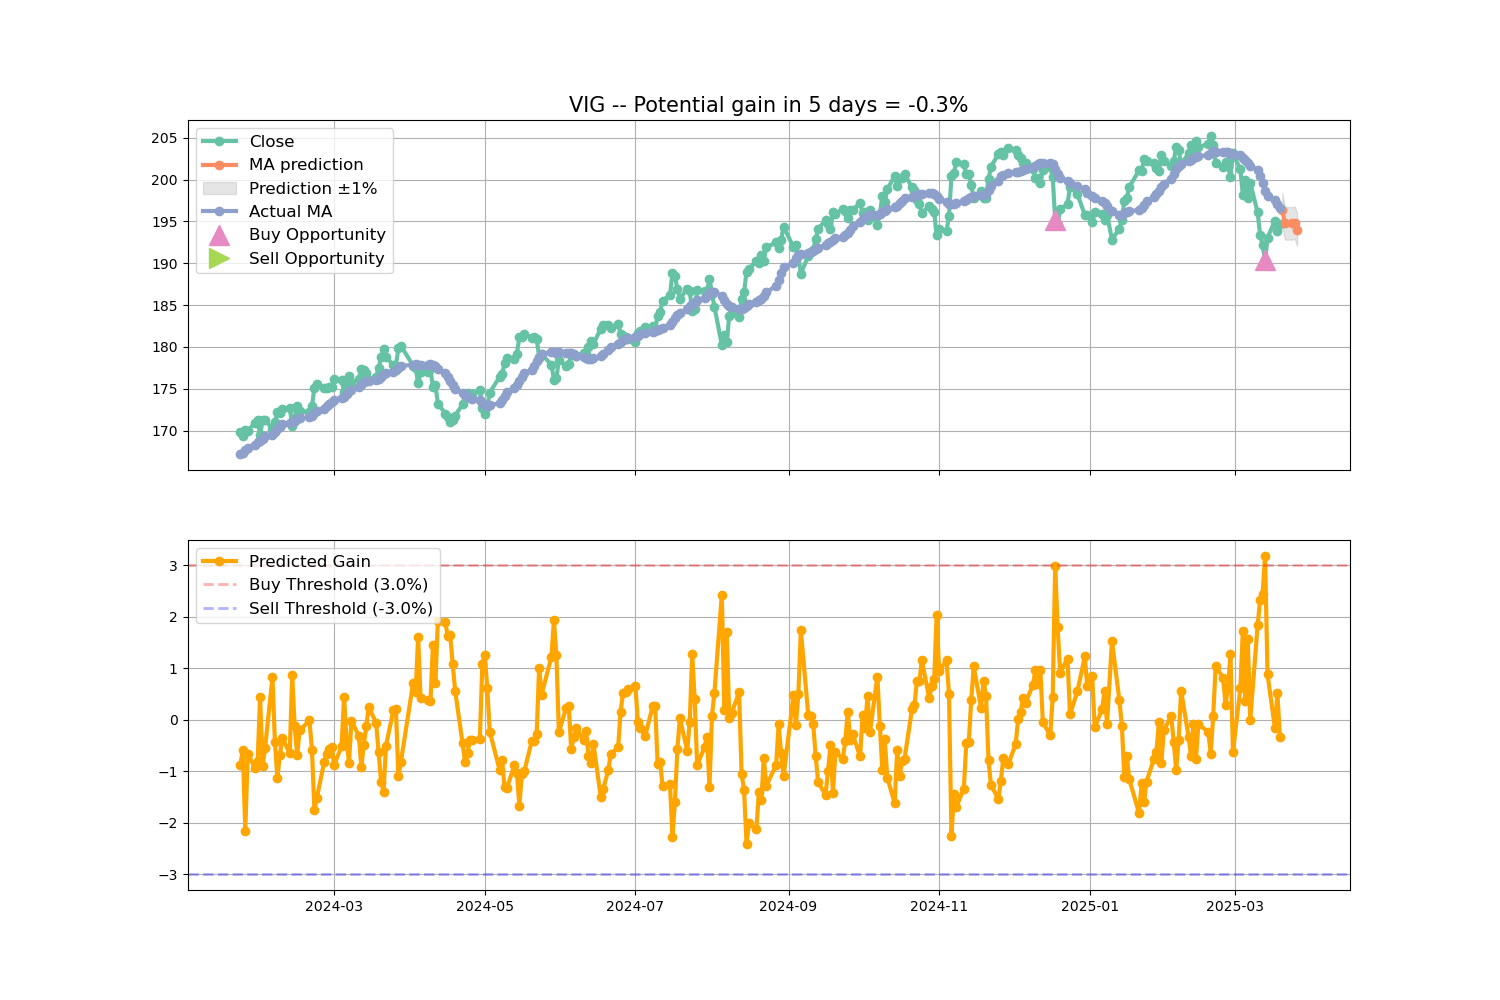 VIG -- Potential gain in 5 days = -0.3%
205
200
195
190
185
180
175
170
Close
MA prediction
Prediction ±1%
Actual MA
Buy Opportunity
Sell Opportunity
3
2
1
0
−1
−2
−3
Predicted Gain
Buy Threshold (3.0%)
Sell Threshold (-3.0%)
2024-03
2024-05
2024-07
2024-09
2024-11
2025-01
2025-03